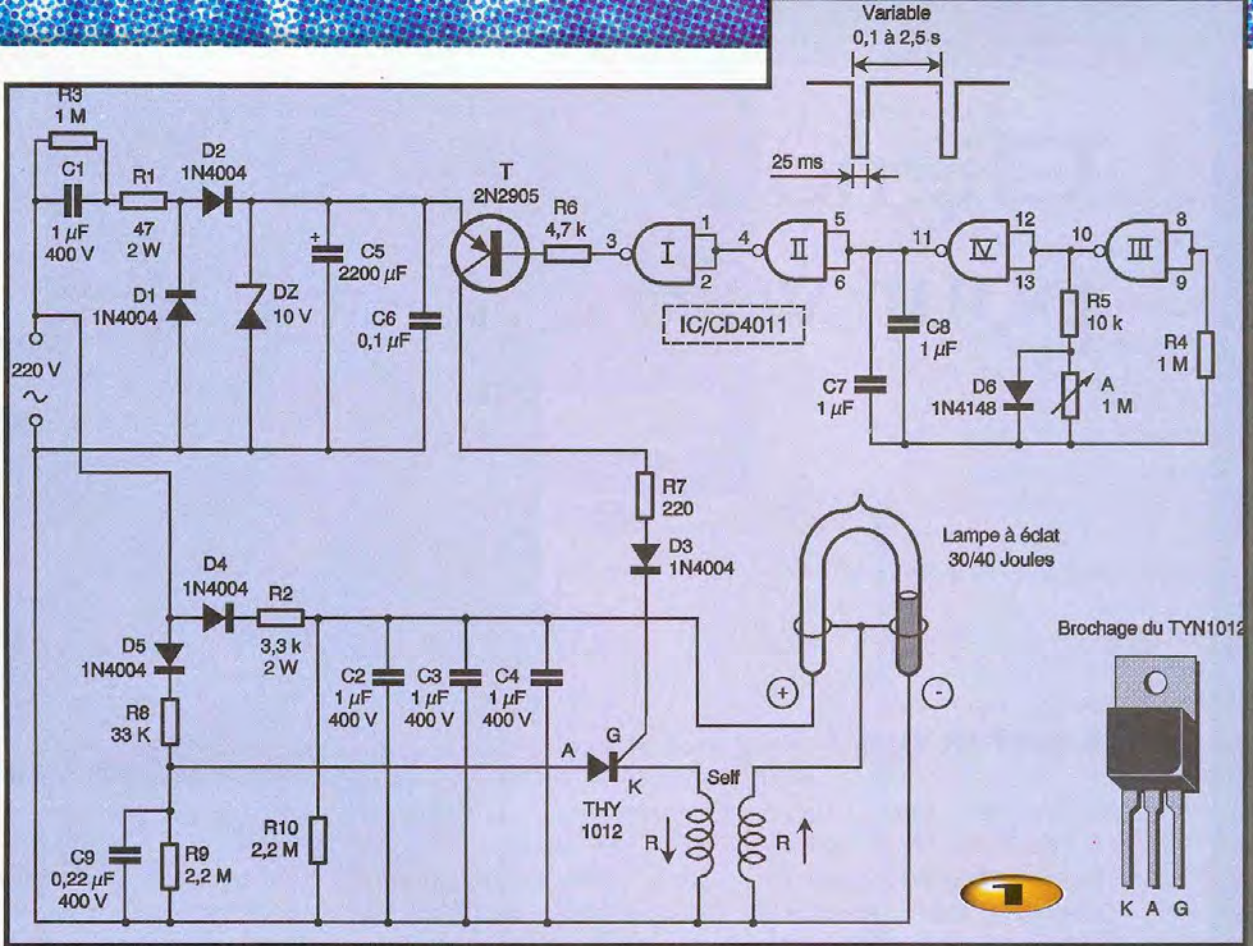 Variable
0,1 à 2,5 s
25 ms
R3
1 M
C1
1 µF
400 V
R1
47
2 W
D2
1N4004
D1
1N4004
DZ
10 V
+
C5
2200 µF
C6
0,1 µF
T
2N2905
R6
4,7 k
3
I
1
2
4
II
5
6
IC/CD4011
11
IV
12
13
10
III
8
9
C8
1 µF
C7
1 µF
R5
10 k
D6
1N4148
A
1 M
R4
1 M
220 V
~
R7
220
D3
1N4004
Lampe à éclat
30/40 Joules
+
-
D4
1N4004
R2
3,3 k
2 W
D5
1N4004
R8
33 K
C2
1 µF
400 V
C3
1 µF
400 V
C4
1 µF
400 V
A
G
K
THY
1012
Self
R
R
C9
0,22 µF
400 V
R9
2,2 M
R10
2,2 M
Brochage du TYN1012
K A G
1